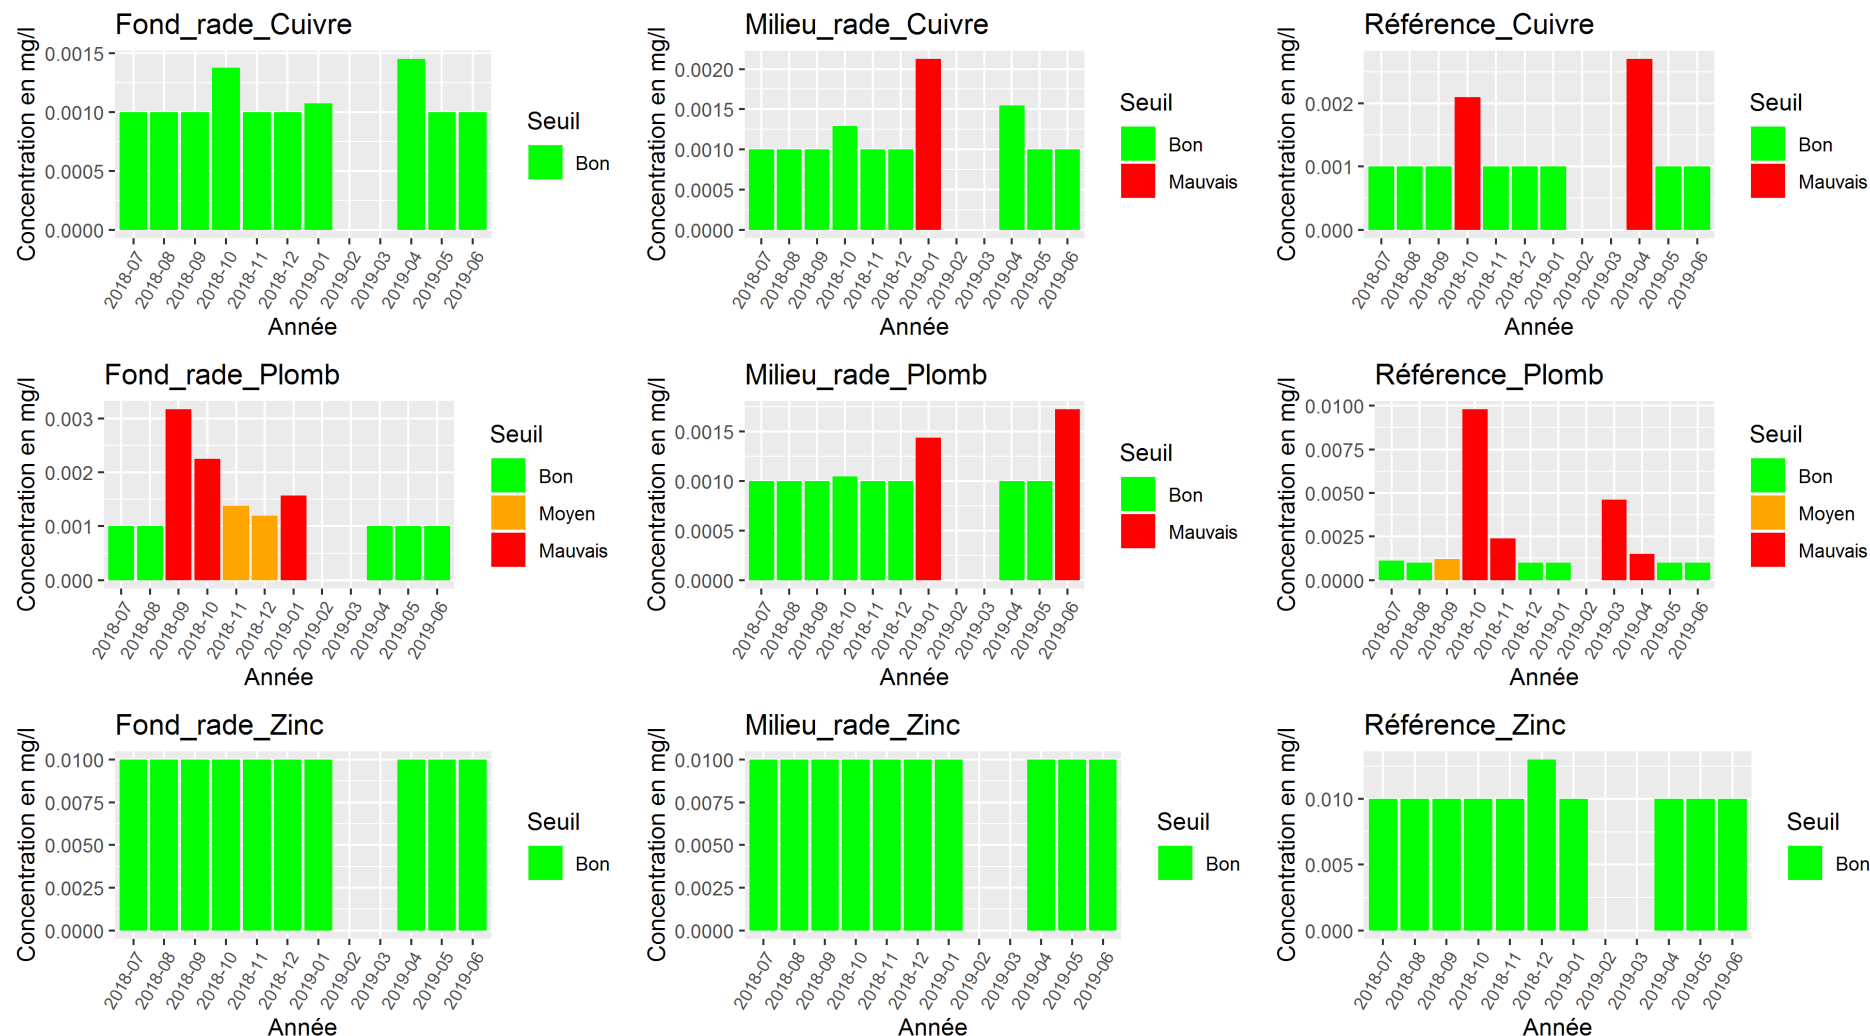 Fond_rade_Cuivre
Concentration en mg/l
0.0015
0.0010
0.0005
0.0000
2018-07 2018-08 2018-09 2018-10 2018-11 2018-12 2019-01 2019-02 2019-03 2019-04 2019-05 2019-06
Année
Seuil
Bon
Milieu_rade_Cuivre
Concentration en mg/l
0.0020
0.0015
0.0010
0.0005
0.0000
2018-07 2018-08 2018-09 2018-10 2018-11 2018-12 2019-01 2019-02 2019-03 2019-04 2019-05 2019-06
Année
Seuil
Bon
Mauvais
Référence_Cuivre
Concentration en mg/l
0.002
0.001
0.000
2018-07 2018-08 2018-09 2018-10 2018-11 2018-12 2019-01 2019-02 2019-03 2019-04 2019-05 2019-06
Année
Seuil
Bon
Mauvais
Fond_rade_Plomb
Concentration en mg/l
0.003
0.002
0.001
0.000
2018-07 2018-08 2018-09 2018-10 2018-11 2018-12 2019-01 2019-02 2019-03 2019-04 2019-05 2019-06
Année
Seuil
Bon
Moyen
Mauvais
Milieu_rade_Plomb
Concentration en mg/l
0.0015
0.0010
0.0005
0.0000
2018-07 2018-08 2018-09 2018-10 2018-11 2018-12 2019-01 2019-02 2019-03 2019-04 2019-05 2019-06
Année
Seuil
Bon
Mauvais
Référence_Plomb
Concentration en mg/l
0.0100
0.0075
0.0050
0.0025
0.0000
2018-07 2018-08 2018-09 2018-10 2018-11 2018-12 2019-01 2019-02 2019-03 2019-04 2019-05 2019-06
Année
Seuil
Bon
Moyen
Mauvais
Fond_rade_Zinc
Concentration en mg/l
0.0100
0.0075
0.0050
0.0025
0.0000
2018-07 2018-08 2018-09 2018-10 2018-11 2018-12 2019-01 2019-02 2019-03 2019-04 2019-05 2019-06
Année
Seuil
Bon
Milieu_rade_Zinc
Concentration en mg/l
0.0100
0.0075
0.0050
0.0025
0.0000
2018-07 2018-08 2018-09 2018-10 2018-11 2018-12 2019-01 2019-02 2019-03 2019-04 2019-05 2019-06
Année
Seuil
Bon
Référence_Zinc
Concentration en mg/l
0.010
0.005
0.000
2018-07 2018-08 2018-09 2018-10 2018-11 2018-12 2019-01 2019-02 2019-03 2019-04 2019-05 2019-06
Année
Seuil
Bon